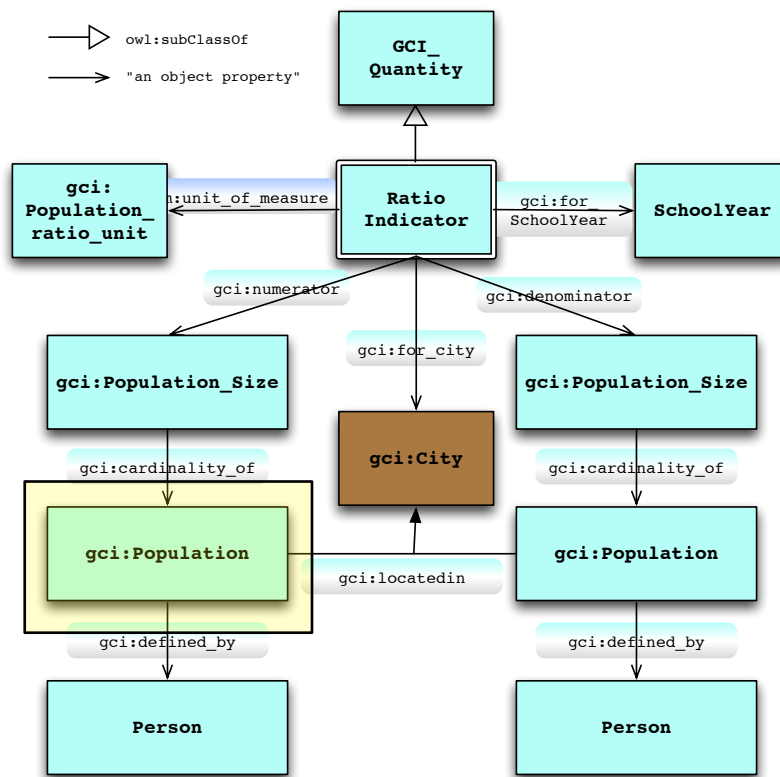 owl:subClassOf
"an object property"
GCI_
Quantity
gci:
Population_
ratio_unit
n:unit_of_measure
Ratio
Indicator
gci:for_
SchoolYear
SchoolYear
gci:numerator
gci:denominator
gci:for_city
gci:Population_Size
gci:Population_Size
gci:City
gci:cardinality_of
gci:cardinality_of
gci:Population
gci:Population
gci:locatedin
gci:defined_by
gci:defined_by
Person
Person